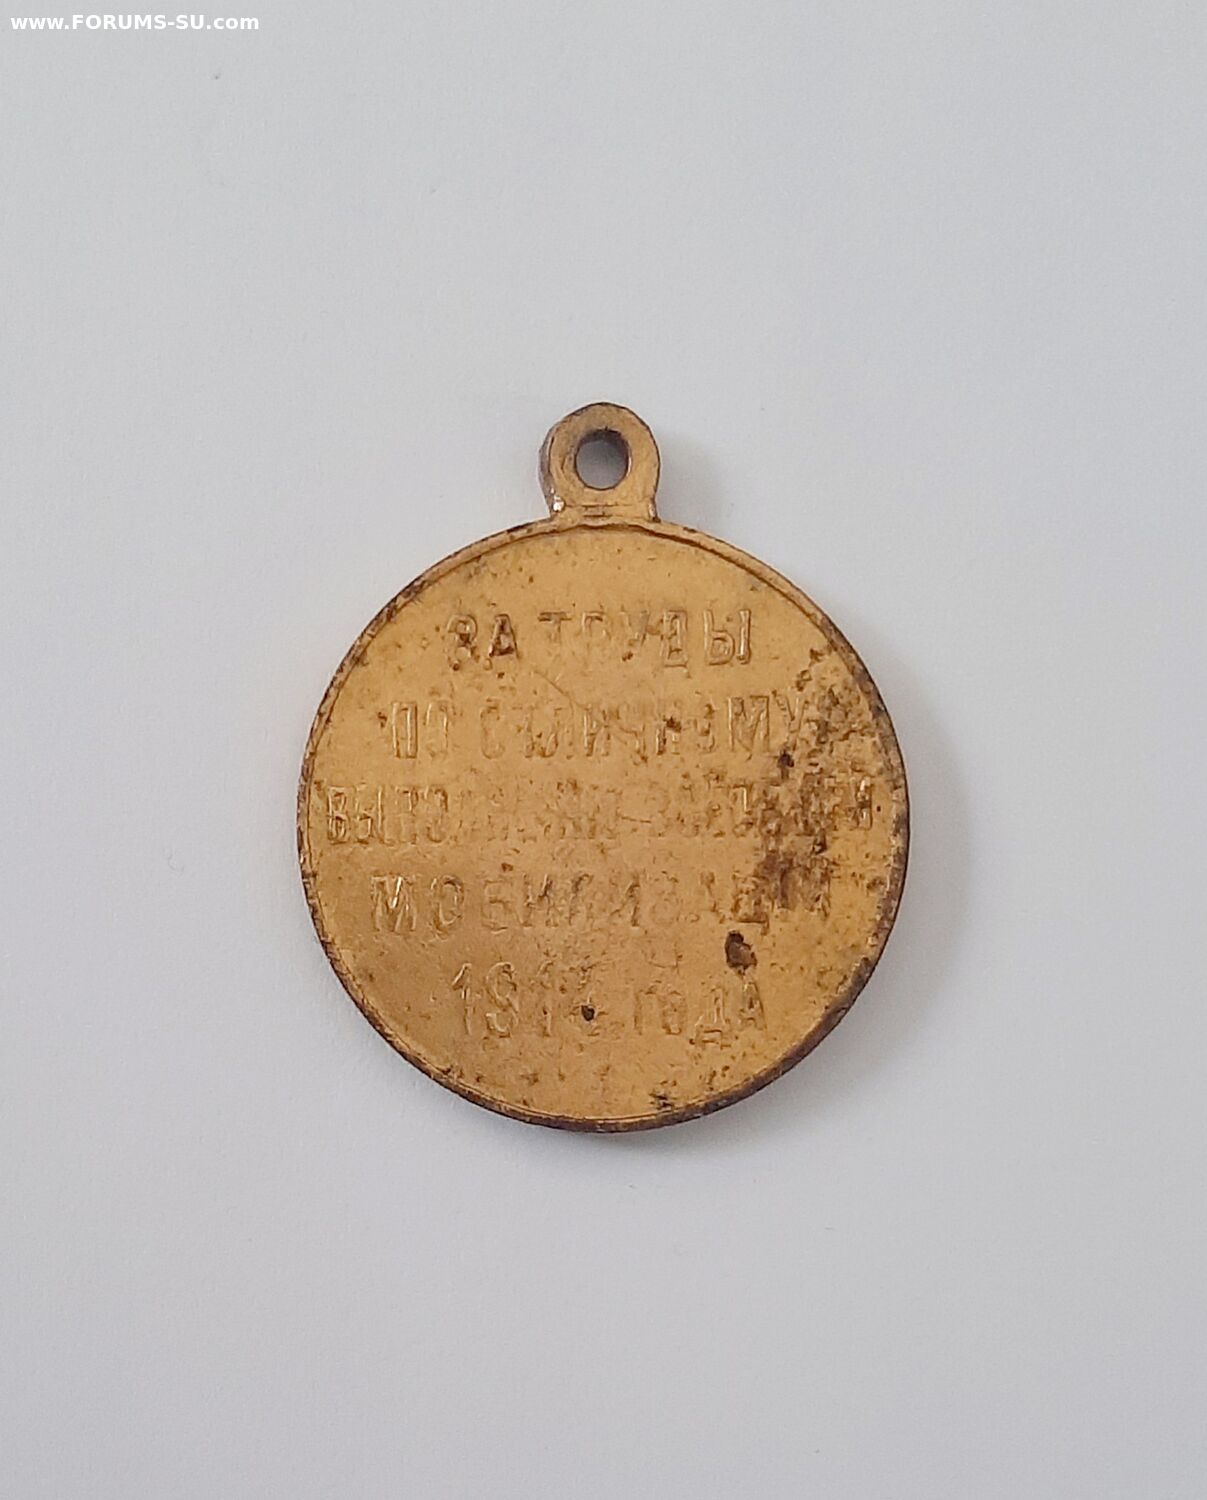 www.FORUMS-SU.com
ЗА ТРУДЫ
ПО ОТЛИЧНОМУ
МОБИЛИЗАЦІИ
1914 ГОДА